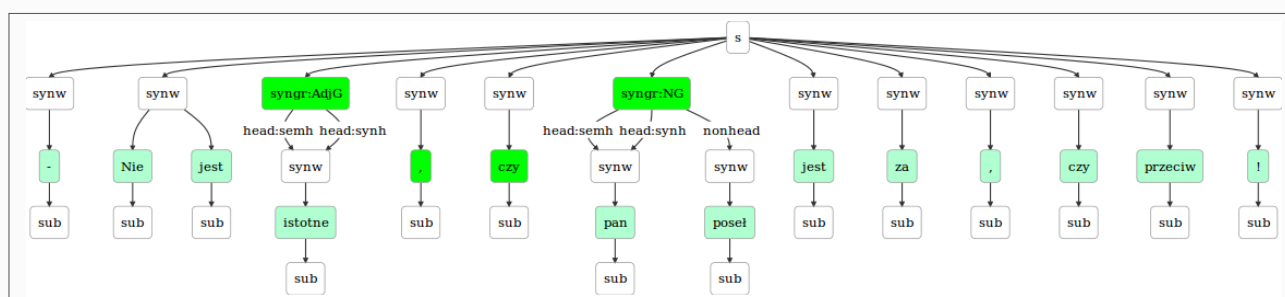 s
synw synw syngr:AdjG synw synw syngr:NG synw synw synw synw synw synw
head:semh head:synh head:semh head:synh nonhead
- Nie jest synw , czy synw synw jest za , czy przeciw !
sub sub sub istotne sub sub pan poseł sub sub sub sub sub sub
sub sub sub